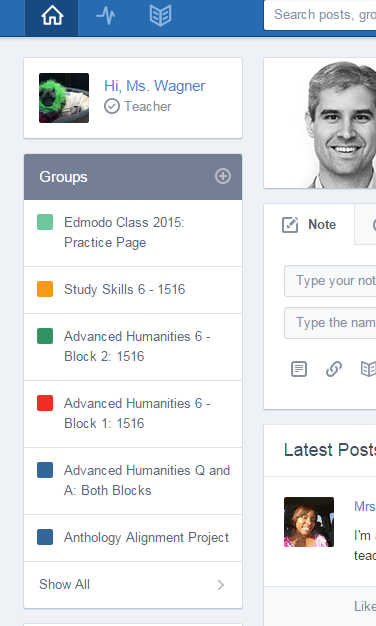 Search posts, gro
Hi, Ms. Wagner
Teacher
Groups
Edmodo Class 2015:
Practice Page
Study Skills 6 - 1516
Advanced Humanities 6 -
Block 2: 1516
Advanced Humanities 6 -
Block 1: 1516
Advanced Humanities Q and
A: Both Blocks
Anthology Alignment Project
Show All
Note
Type your not
Type the nam
Latest Posts
Mrs
I'm
teac
Like